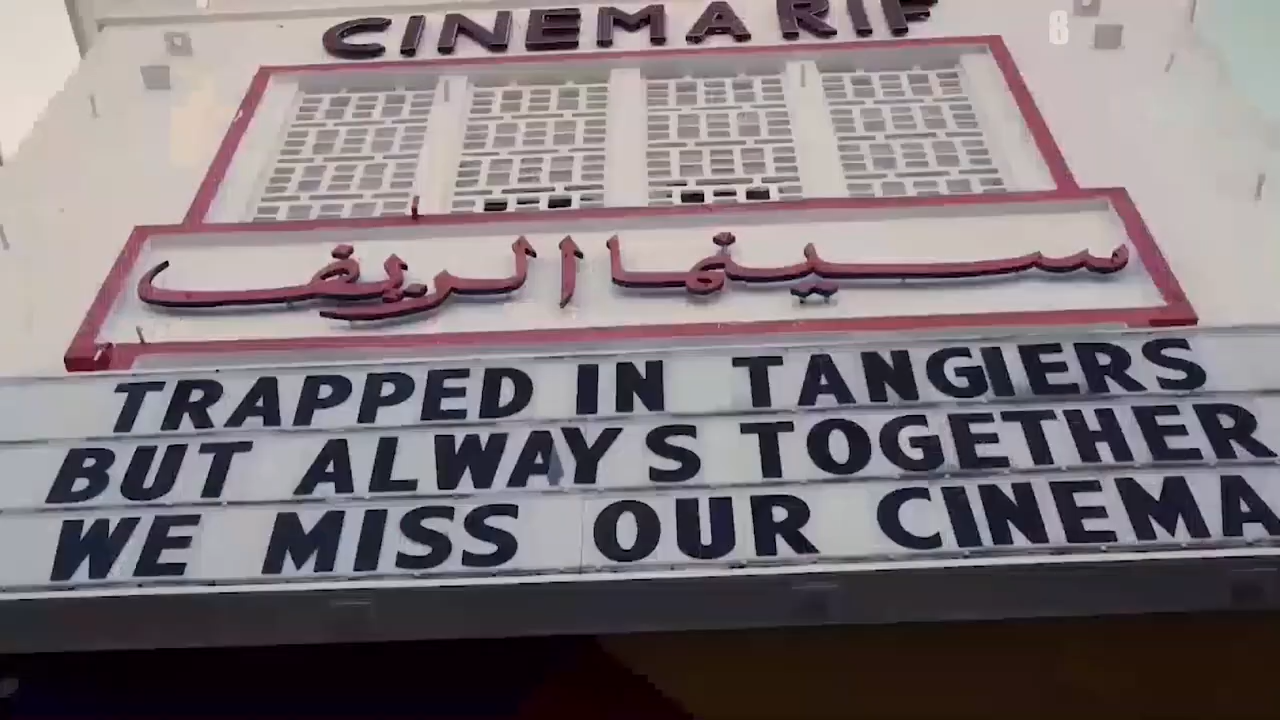 CINEMA RIF
سينما الريف
TRAPPED IN TANGIERS
BUT ALWAYS TOGETHER
WE MISS OUR CINEMA